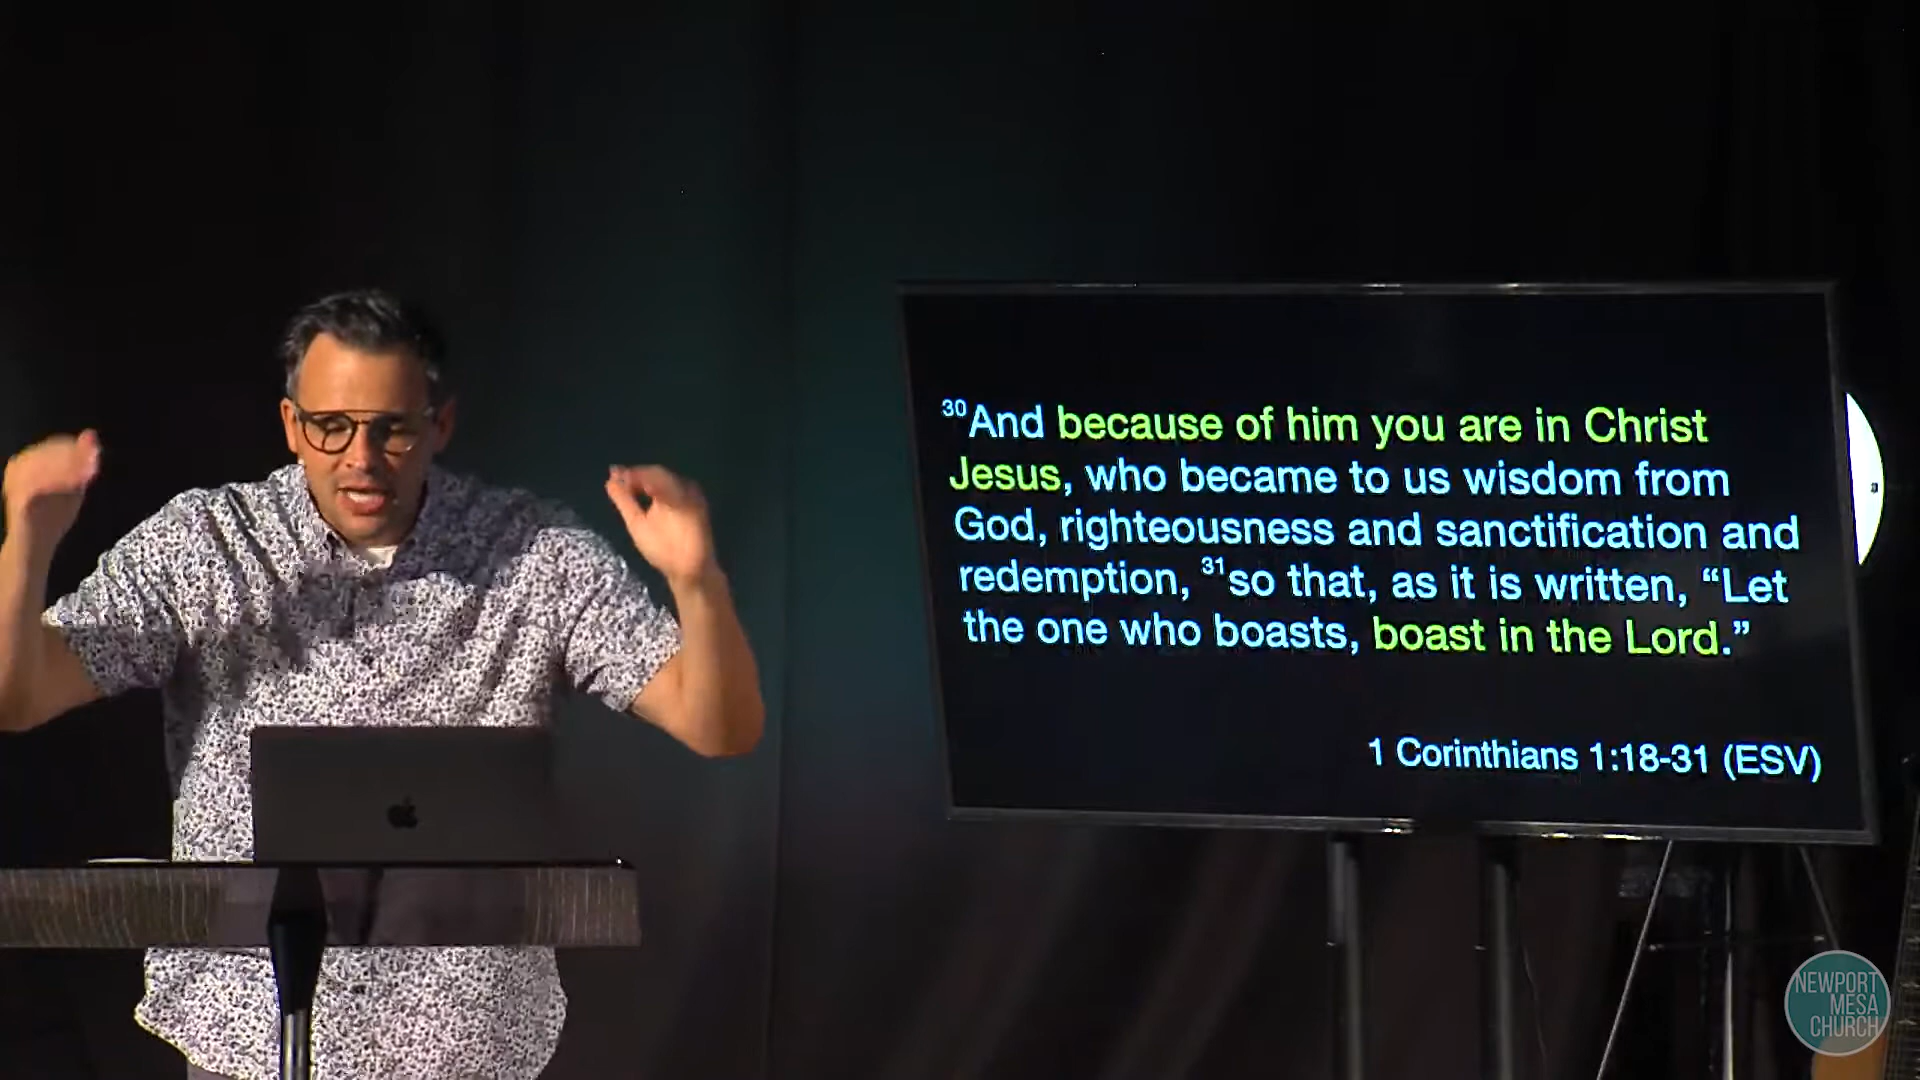 30And because of him you are in Christ
Jesus, who became to us wisdom from
God, righteousness and sanctification and
redemption, 31so that, as it is written, “Let
the one who boasts, boast in the Lord.”
1 Corinthians 1:18-31 (ESV)
NEWPORT
MESA
CHURCH